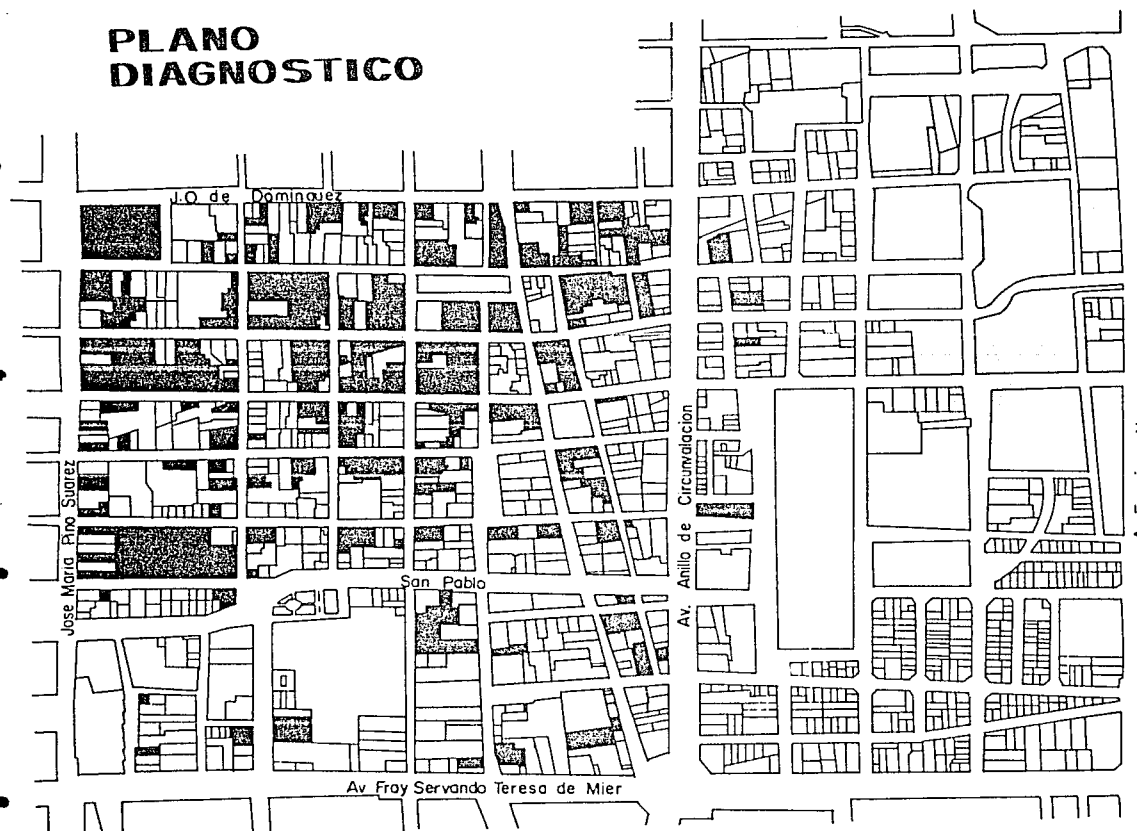 PLANO
DIAGNOSTICO
J.O de Dominguez
Jose Maria Pino Suarez
Av. Anillo de Circunvalacion
San Pablo
Av Fray Servando Teresa de Mier